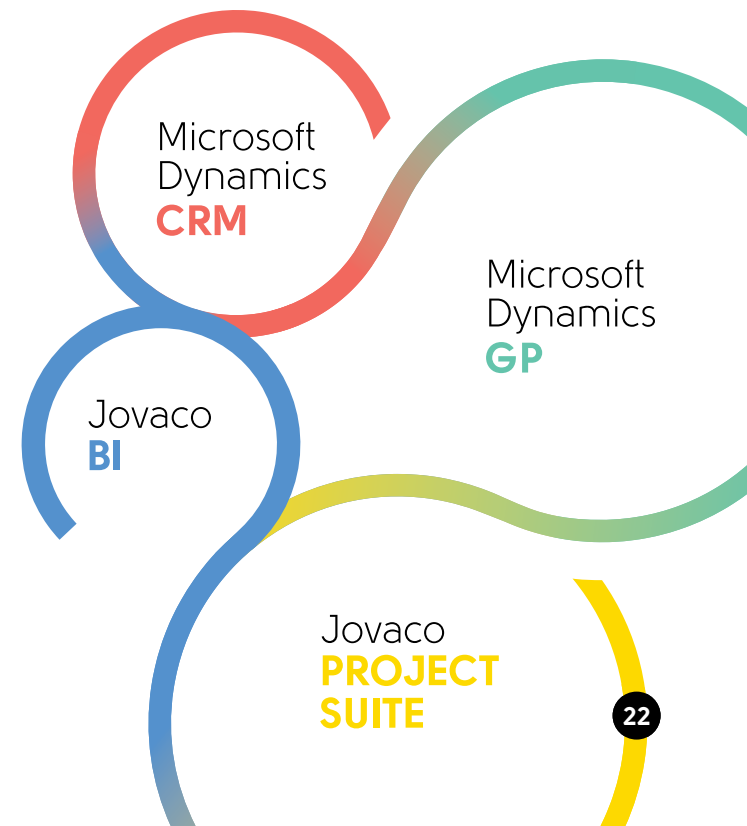 Microsoft
Dynamics
CRM
Microsoft
Dynamics
GP
Jovaco
BI
Jovaco
PROJECT
SUITE
22